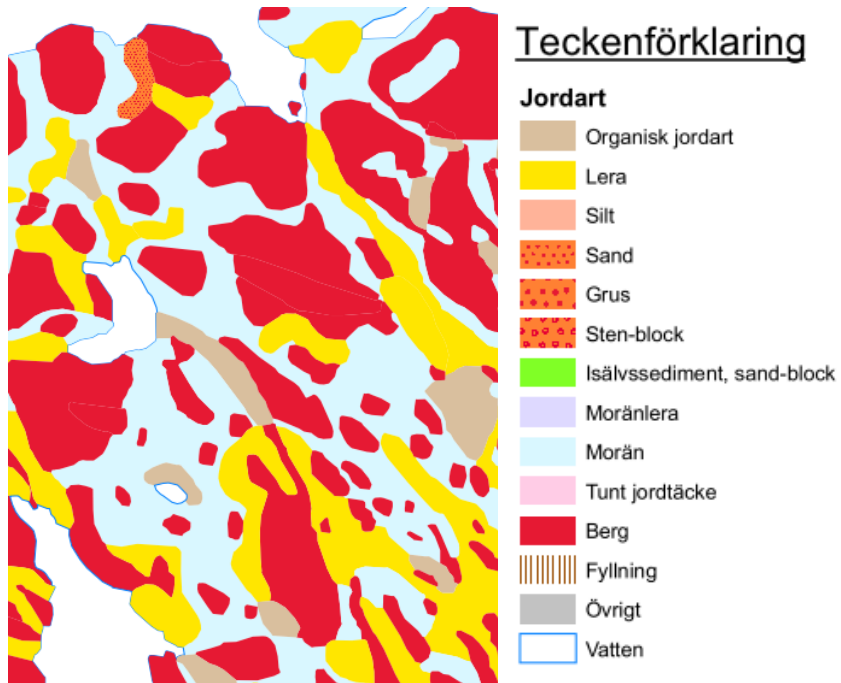 Teckenförklaring
Jordart
Organisk jordart
Lera
Silt
Sand
Grus
Sten-block
Isälvssediment, sand-block
Moränlera
Morän
Tunt jordtäcke
Berg
Fyllning
Övrigt
Vatten